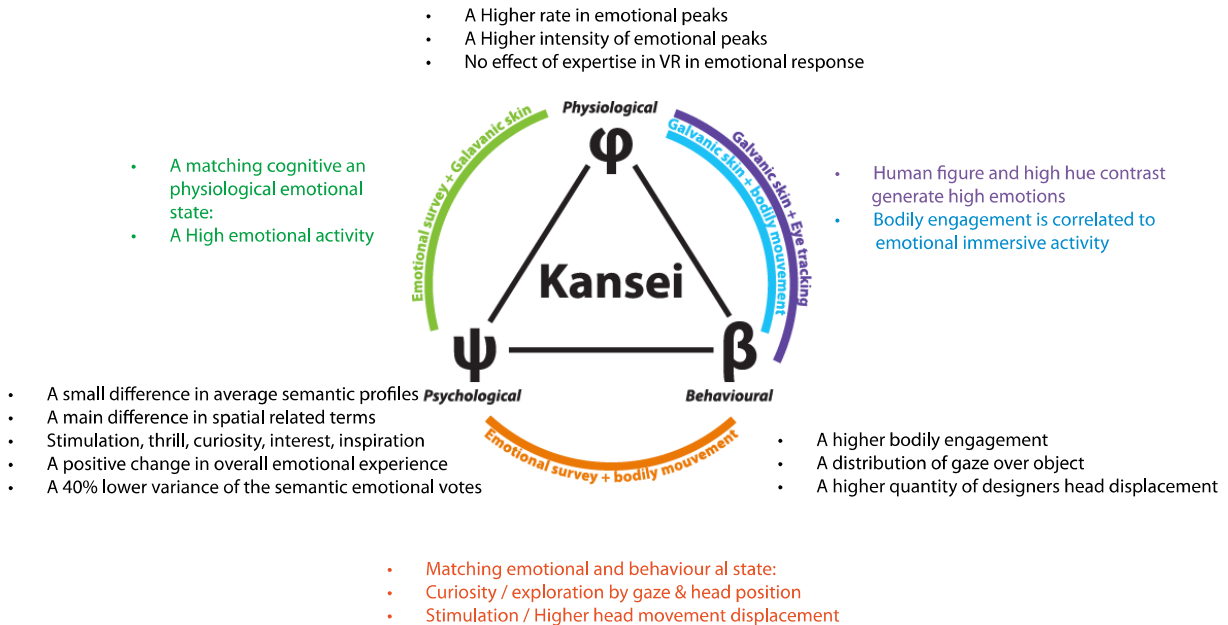 • A Higher rate in emotional peaks
• A Higher intensity of emotional peaks
• No effect of expertise in VR in emotional response
Physiological
φ
Emotional survey + Galavanic skin
Galvanic skin + bodily mouvement
Galvanic skin + Eye tracking
• A matching cognitive an
physiological emotional
state:
• A High emotional activity
• Human figure and high hue contrast
generate high emotions
• Bodily engagement is correlated to
emotional immersive activity
Kansei
ψ
β
Psychological
Behavioural
• A small difference in average semantic profiles
• A main difference in spatial related terms
• Stimulation, thrill, curiosity, interest, inspiration
• A positive change in overall emotional experience
• A 40% lower variance of the semantic emotional votes
Emotional survey + bodily mouvement
• A higher bodily engagement
• A distribution of gaze over object
• A higher quantity of designers head displacement
• Matching emotional and behaviour al state:
• Curiosity / exploration by gaze & head position
• Stimulation / Higher head movement displacement